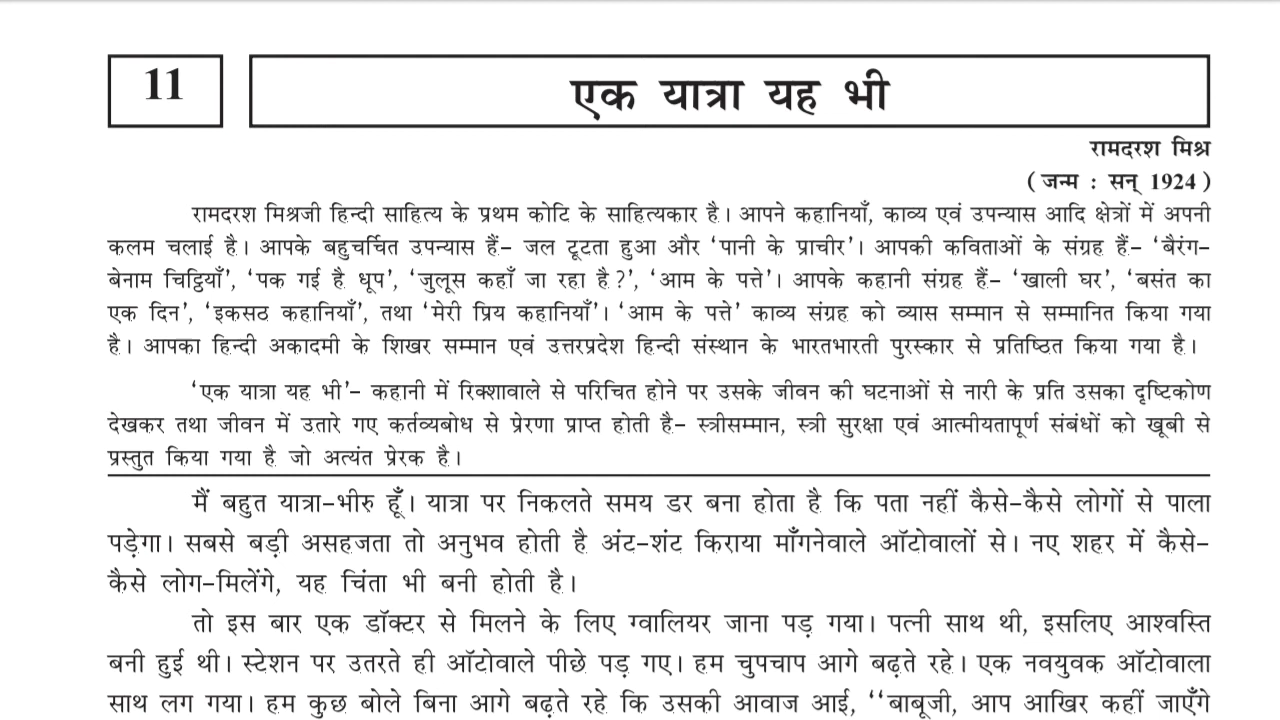 11
एक यात्रा यह भी
रामदरश मिश्र
( जन्म : सन् 1924 )
रामदरश मिश्रजी हिन्दी साहित्य के प्रथम कोटि के साहित्यकार है। आपने कहानियाँ, काव्य एवं उपन्यास आदि क्षेत्रों में अपनी
कलम चलाई है। आपके बहुचर्चित उपन्यास हैं– जल टूटता हुआ और ‘पानी के प्राचीर’। आपकी कविताओं के संग्रह हैं– ‘बैरंग–
बेनाम चिट्ठियाँ’, ‘पक गई है धूप’, ‘जुलूस कहाँ जा रहा है ?’, ‘आम के पत्ते’। आपके कहानी संग्रह हैं– ‘खाली घर’, ‘बसंत का
एक दिन’, ‘इकसठ कहानियाँ’, तथा ‘मेरी प्रिय कहानियाँ’। ‘आम के पत्ते’ काव्य संग्रह को व्यास सम्मान से सम्मानित किया गया
है। आपका हिन्दी अकादमी के शिखर सम्मान एवं उत्तरप्रदेश हिन्दी संस्थान के भारतभारती पुरस्कार से प्रतिष्ठित किया गया है।
‘एक यात्रा यह भी’– कहानी में रिक्शावाले से परिचित होने पर उसके जीवन की घटनाओं से नारी के प्रति उसका दृष्टिकोण
देखकर तथा जीवन में उतारे गए कर्तव्यबोध से प्रेरणा प्राप्त होती है– स्त्रीसम्मान, स्त्री सुरक्षा एवं आत्मीयतापूर्ण संबंधों को खूबी से
प्रस्तुत किया गया है जो अत्यंत प्रेरक है।
मैं बहुत यात्रा–भीरु हूँ। यात्रा पर निकलते समय डर बना होता है कि पता नहीं कैसे–कैसे लोगों से पाला
पड़ेगा। सबसे बड़ी असहजता तो अनुभव होती है अंट–शंट किराया माँगनेवाले ऑटोवालों से। नए शहर में कैसे–
कैसे लोग–मिलेंगे, यह चिंता भी बनी होती है।
तो इस बार एक डॉक्टर से मिलने के लिए ग्वालियर जाना पड़ गया। पत्नी साथ थी, इसलिए आश्वस्ति
बनी हुई थी। स्टेशन पर उतरते ही ऑटोवाले पीछे पड़ गए। हम चुपचाप आगे बढ़ते रहे। एक नवयुवक ऑटोवाला
साथ लग गया। हम कुछ बोले बिना आगे बढ़ते रहे कि उसकी आवाज आई, ‘‘बाबूजी, आप आखिर कहीं जाएँगे